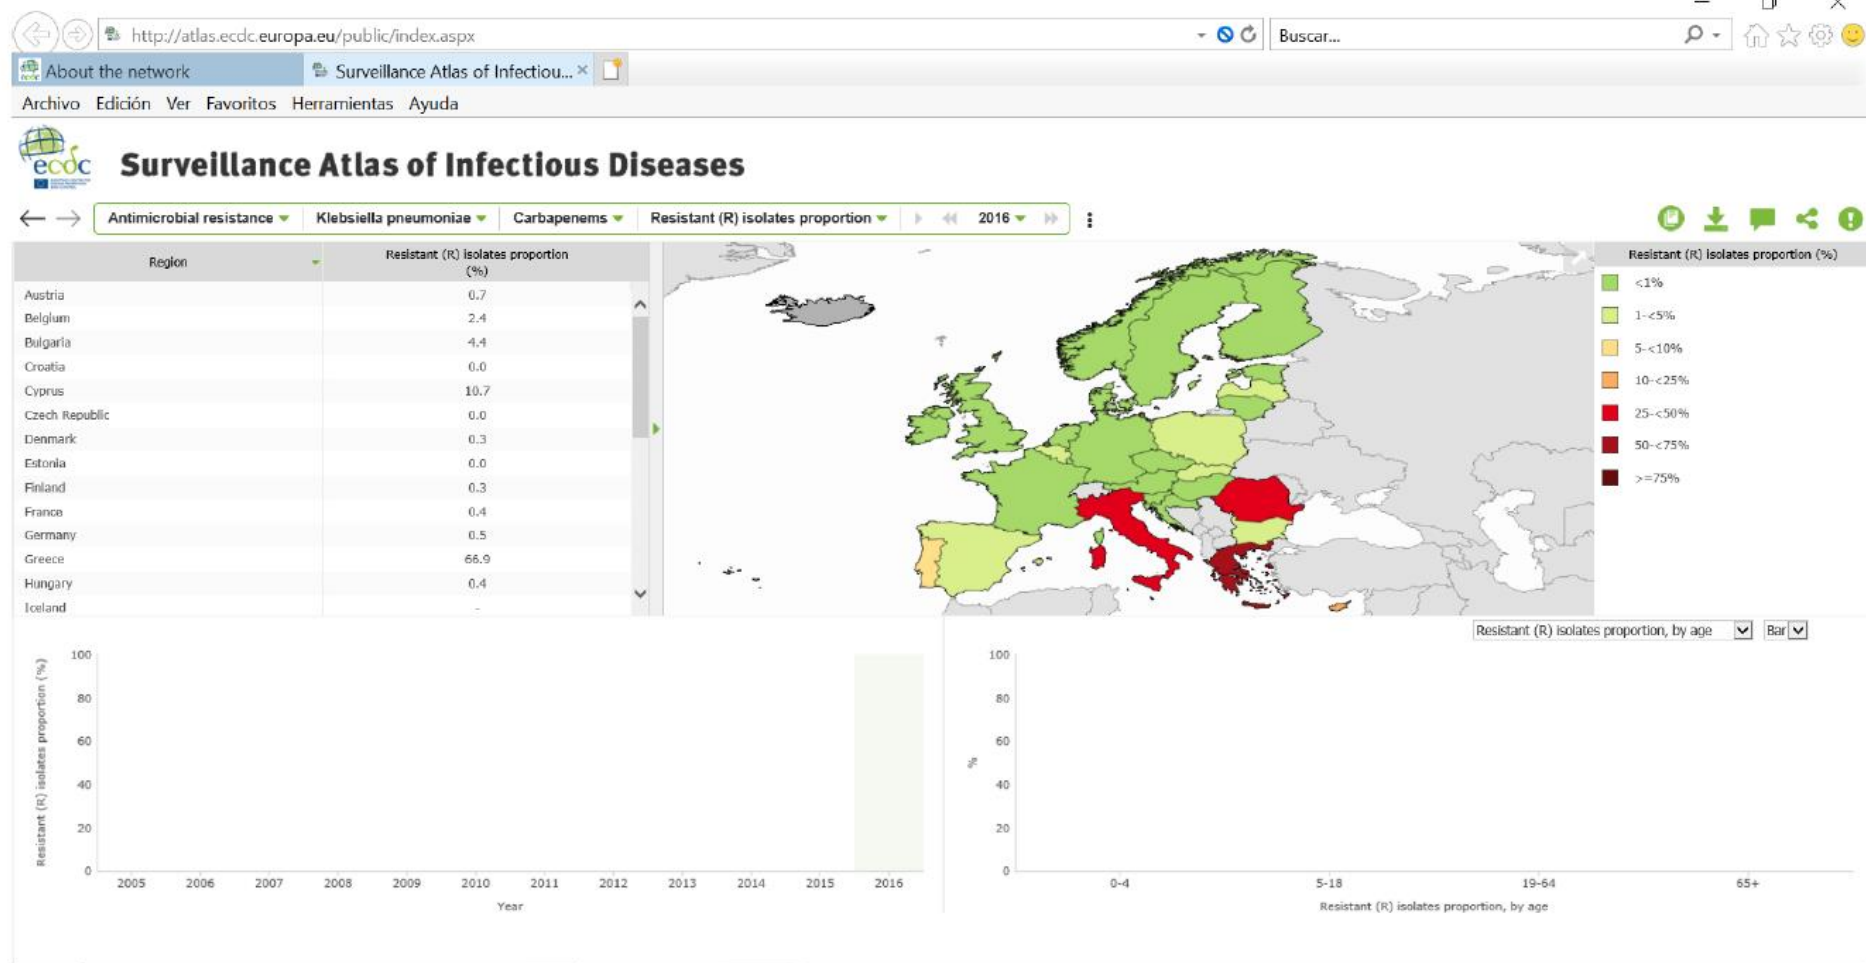 http://atlas.ecdc.europa.eu/public/index.aspx
Buscar...
About the network
Surveillance Atlas of Infectiou...
Archivo Edición Ver Favoritos Herramientas Ayuda
ecdc
Surveillance Atlas of Infectious Diseases
Antimicrobial resistance Klebsiella pneumoniae Carbapenems Resistant (R) isolates proportion 2016
Region Resistant (R) isolates proportion (%)
Austria 0.7
Belgium 2.4
Bulgaria 4.4
Croatia 0.0
Cyprus 10.7
Czech Republic 0.0
Denmark 0.3
Estonia 0.0
Finland 0.3
France 0.4
Germany 0.5
Greece 66.9
Hungary 0.4
Iceland -
Resistant (R) isolates proportion (%)
<1%
1-<5%
5-<10%
10-<25%
25-<50%
50-<75%
>=75%
Resistant (R) isolates proportion (%)
100
80
60
40
20
0
2005 2006 2007 2008 2009 2010 2011 2012 2013 2014 2015 2016
Year
Resistant (R) isolates proportion, by age Bar
%
100
80
60
40
20
0
0-4 5-18 19-64 65+
Resistant (R) isolates proportion, by age